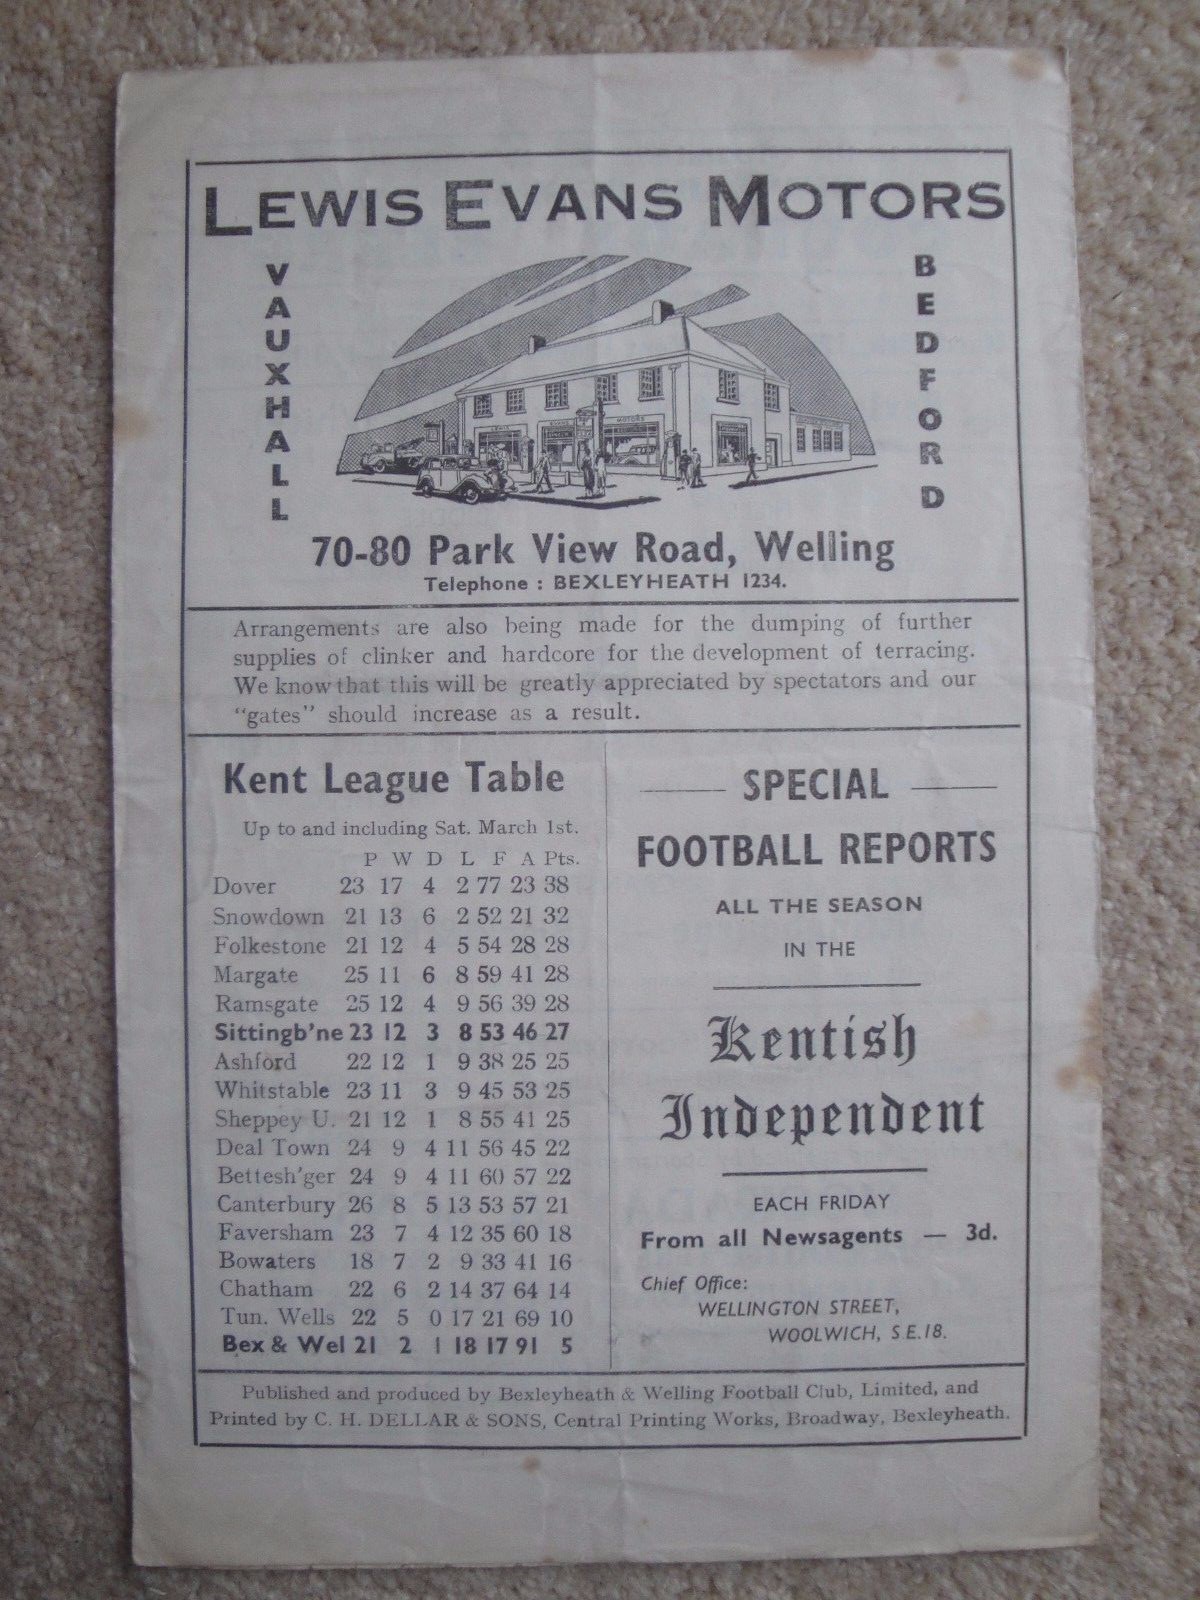 LEWIS EVANS MOTORS
VAUXHALL
BEDFORD
LEWIS EVANS MOTORS
70-80 Park View Road, Welling
Telephone : BEXLEYHEATH 1234.
Arrangements are also being made for the dumping of further
supplies of clinker and hardcore for the development of terracing.
We know that this will be greatly appreciated by spectators and our
"gates" should increase as a result.
Kent League Table
Up to and including Sat. March 1st.
P W D L F A Pts.
Dover 23 17 4 2 77 23 38
Snowdown 21 13 6 2 52 21 32
Folkestone 21 12 4 5 54 28 28
Margate 25 11 6 8 59 41 28
Ramsgate 25 12 4 9 56 39 28
Sittingb'ne 23 12 3 8 53 46 27
Ashford 22 12 1 9 38 25 25
Whitstable 23 11 3 9 45 53 25
Sheppey U. 21 12 1 8 55 41 25
Deal Town 24 9 4 11 56 45 22
Bettesh'ger 24 9 4 11 60 57 22
Canterbury 26 8 5 13 53 57 21
Faversham 23 7 4 12 35 60 18
Bowaters 18 7 2 9 33 41 16
Chatham 22 6 2 14 37 64 14
Tun. Wells 22 5 0 17 21 69 10
Bex & Wel 21 2 1 18 17 91 5
SPECIAL
FOOTBALL REPORTS
ALL THE SEASON
IN THE
Kentish
Independent
EACH FRIDAY
From all Newsagents — 3d.
Chief Office:
WELLINGTON STREET,
WOOLWICH, S.E.18.
Published and produced by Bexleyheath & Welling Football Club, Limited, and
Printed by C. H. DELLAR & SONS, Central Printing Works, Broadway, Bexleyheath.